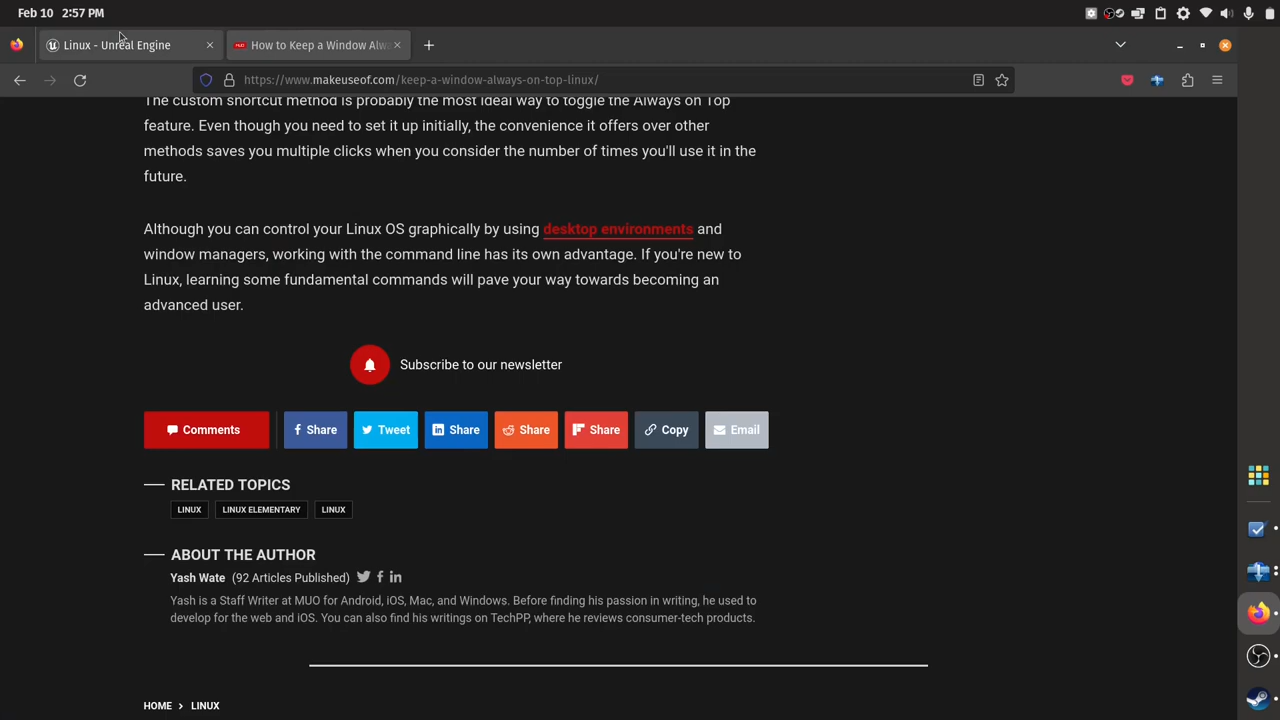 Feb 10 2:57 PM
Linux - Unreal Engine
MUO How to Keep a Window Alwa
https://www.makeuseof.com/keep-a-window-always-on-top-linux/
The custom shortcut method is probably the most ideal way to toggle the Always on Top
feature. Even though you need to set it up initially, the convenience it offers over other
methods saves you multiple clicks when you consider the number of times you'll use it in the
future.
Although you can control your Linux OS graphically by using desktop environments and
window managers, working with the command line has its own advantage. If you're new to
Linux, learning some fundamental commands will pave your way towards becoming an
advanced user.
Subscribe to our newsletter
Comments Share Tweet Share Share Share Copy Email
RELATED TOPICS
LINUX LINUX ELEMENTARY LINUX
ABOUT THE AUTHOR
Yash Wate (92 Articles Published)
Yash is a Staff Writer at MUO for Android, iOS, Mac, and Windows. Before finding his passion in writing, he used to
develop for the web and iOS. You can also find his writings on TechPP, where he reviews consumer-tech products.
HOME > LINUX